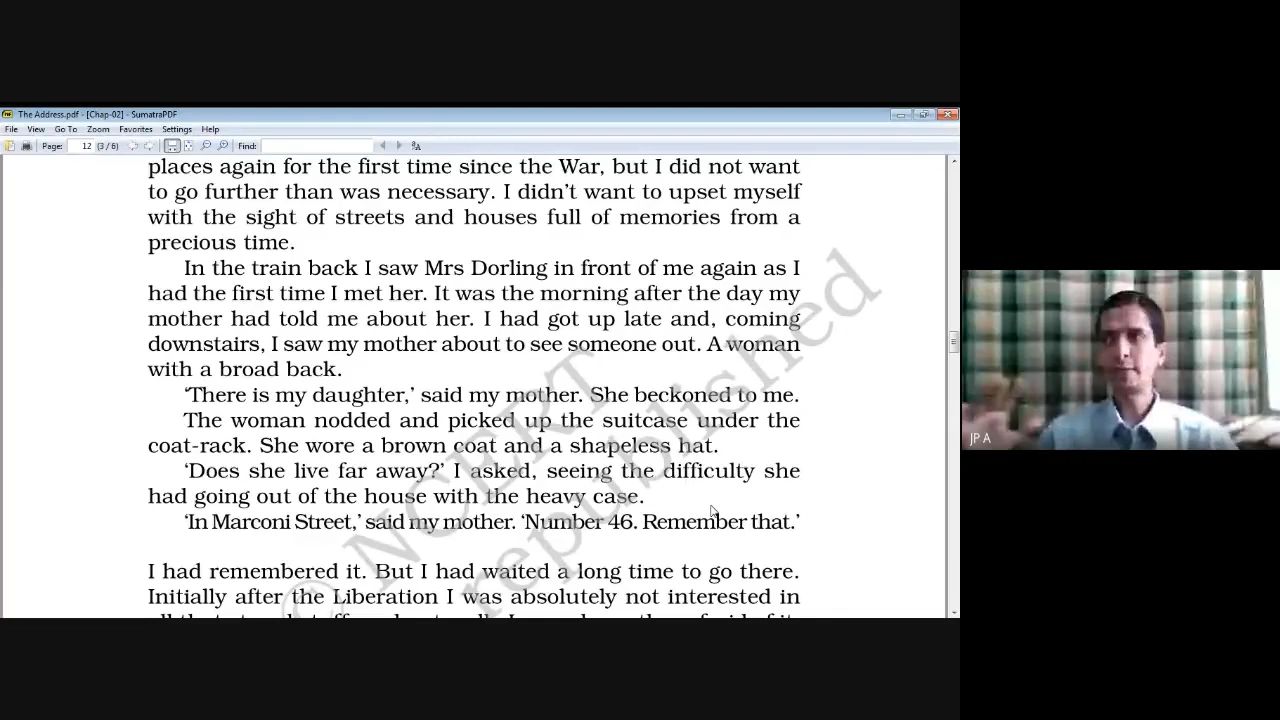 The Address.pdf - [Chap-02] - SumatraPDF
File View Go To Zoom Favorites Settings Help
Page: 12 (3 / 6) Find:
places again for the first time since the War, but I did not want
to go further than was necessary. I didn't want to upset myself
with the sight of streets and houses full of memories from a
precious time.
In the train back I saw Mrs Dorling in front of me again as I
had the first time I met her. It was the morning after the day my
mother had told me about her. I had got up late and, coming
downstairs, I saw my mother about to see someone out. A woman
with a broad back.
‘There is my daughter,’ said my mother. She beckoned to me.
The woman nodded and picked up the suitcase under the
coat-rack. She wore a brown coat and a shapeless hat.
‘Does she live far away?’ I asked, seeing the difficulty she
had going out of the house with the heavy case.
‘In Marconi Street,’ said my mother. ‘Number 46. Remember that.’
I had remembered it. But I had waited a long time to go there.
Initially after the Liberation I was absolutely not interested in
© NCERT
republished
JP A